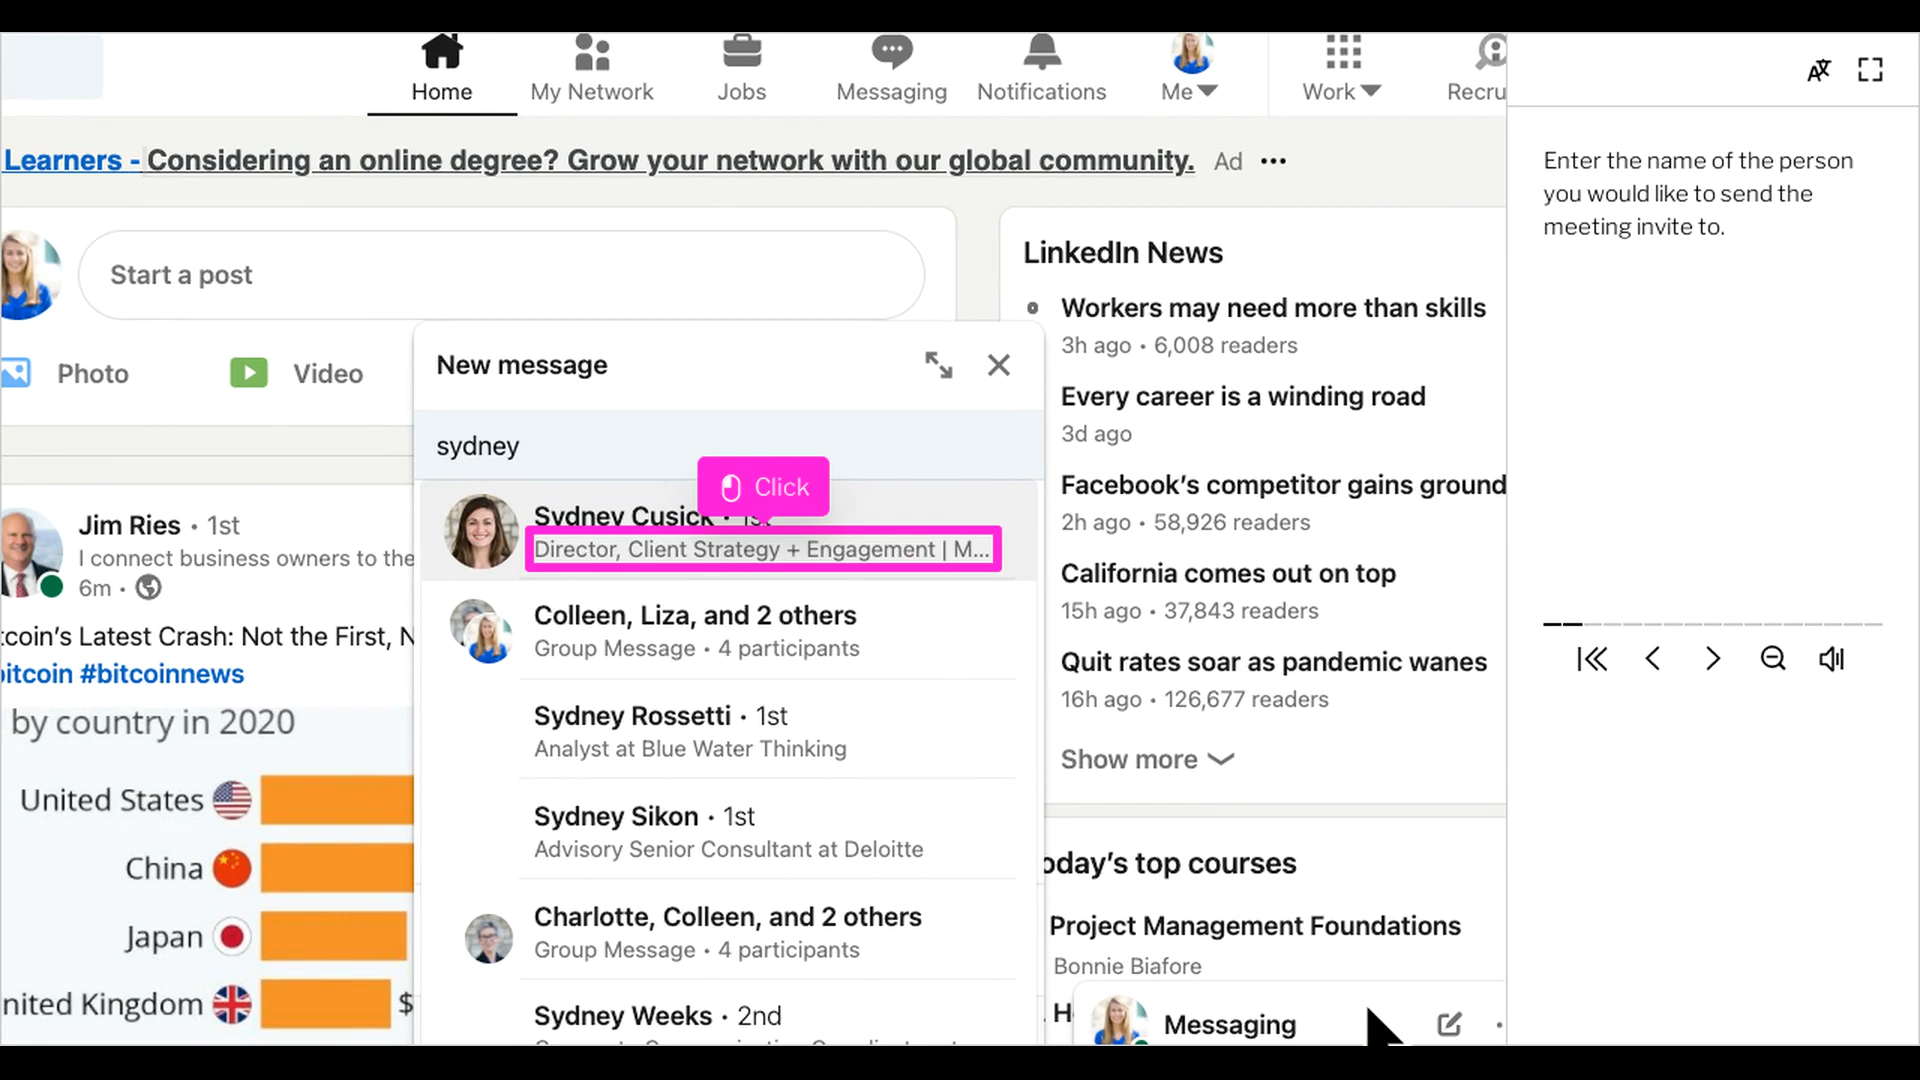 Home
My Network
Jobs
Messaging
Notifications
Me
Work
Recru
Learners - Considering an online degree? Grow your network with our global community. Ad
Start a post
Photo
Video
Jim Ries • 1st
I connect business owners to the
6m •
tcoin's Latest Crash: Not the First, N
bitcoin #bitcoinnews
by country in 2020
United States
China
Japan
nited Kingdom $
New message
sydney
Click
Sydney Cusick • 1st
Director, Client Strategy + Engagement | M...
Colleen, Liza, and 2 others
Group Message • 4 participants
Sydney Rossetti • 1st
Analyst at Blue Water Thinking
Sydney Sikon • 1st
Advisory Senior Consultant at Deloitte
Charlotte, Colleen, and 2 others
Group Message • 4 participants
Sydney Weeks • 2nd
LinkedIn News
Workers may need more than skills
3h ago • 6,008 readers
Every career is a winding road
3d ago
Facebook's competitor gains ground
2h ago • 58,926 readers
California comes out on top
15h ago • 37,843 readers
Quit rates soar as pandemic wanes
16h ago • 126,677 readers
Show more
oday's top courses
Project Management Foundations
Bonnie Biafore
H
Messaging
Enter the name of the person
you would like to send the
meeting invite to.